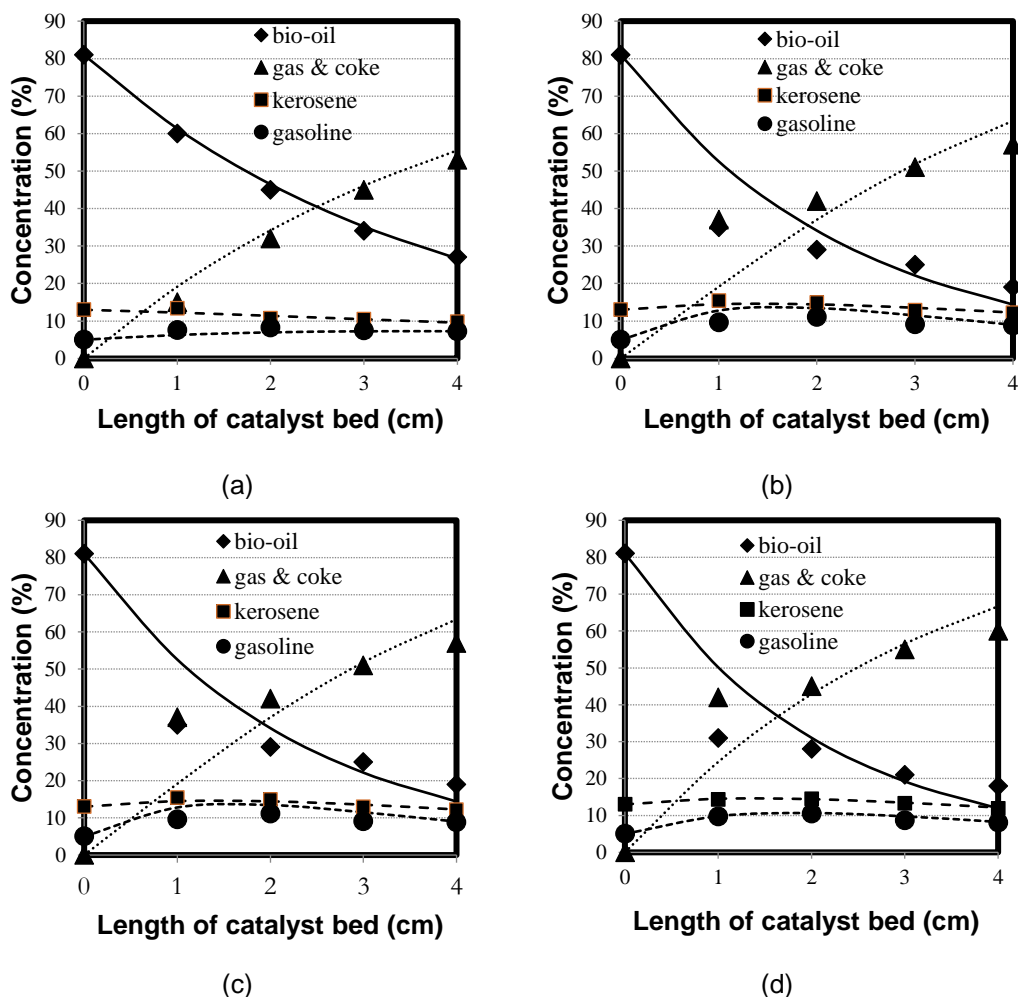 Concentration (%)
90
80
70
60
50
40
30
20
10
0
bio-oil
gas & coke
kerosene
gasoline
0 1 2 3 4
Length of catalyst bed (cm)
(a)
Concentration (%)
90
80
70
60
50
40
30
20
10
0
bio-oil
gas & coke
kerosene
gasoline
0 1 2 3 4
Length of catalyst bed (cm)
(b)
Concentration (%)
90
80
70
60
50
40
30
20
10
0
bio-oil
gas & coke
kerosene
gasoline
0 1 2 3 4
Length of catalyst bed (cm)
(c)
Concentration (%)
90
80
70
60
50
40
30
20
10
0
bio-oil
gas & coke
kerosene
gasoline
0 1 2 3 4
Length of catalyst bed (cm)
(d)